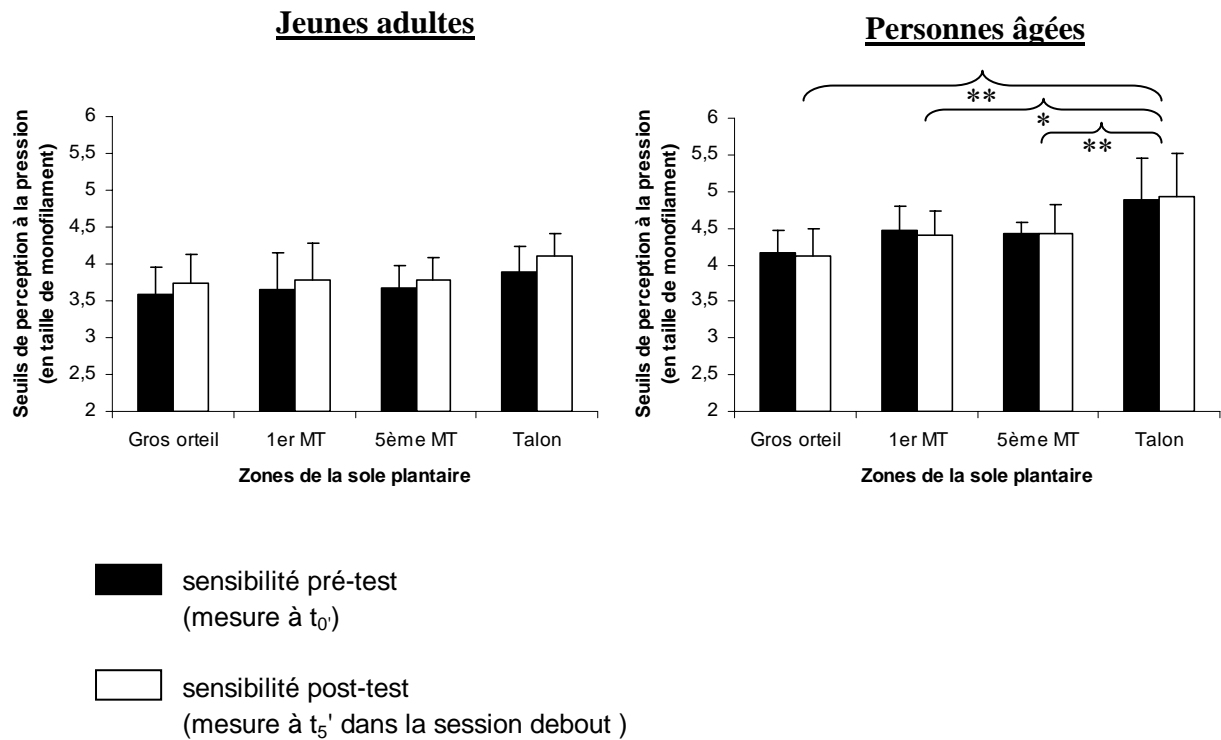 Jeunes adultes
Seuils de perception à la pression
(en taille de monofilament)
6
5,5
5
4,5
4
3,5
3
2,5
2
Gros orteil 1er MT 5ème MT Talon
Zones de la sole plantaire
Personnes âgées
**
*
**
Seuils de perception à la pression
(en taille de monofilament)
6
5,5
5
4,5
4
3,5
3
2,5
2
Gros orteil 1er MT 5ème MT Talon
Zones de la sole plantaire
sensibilité pré-test
(mesure à t0')
sensibilité post-test
(mesure à t5' dans la session debout )